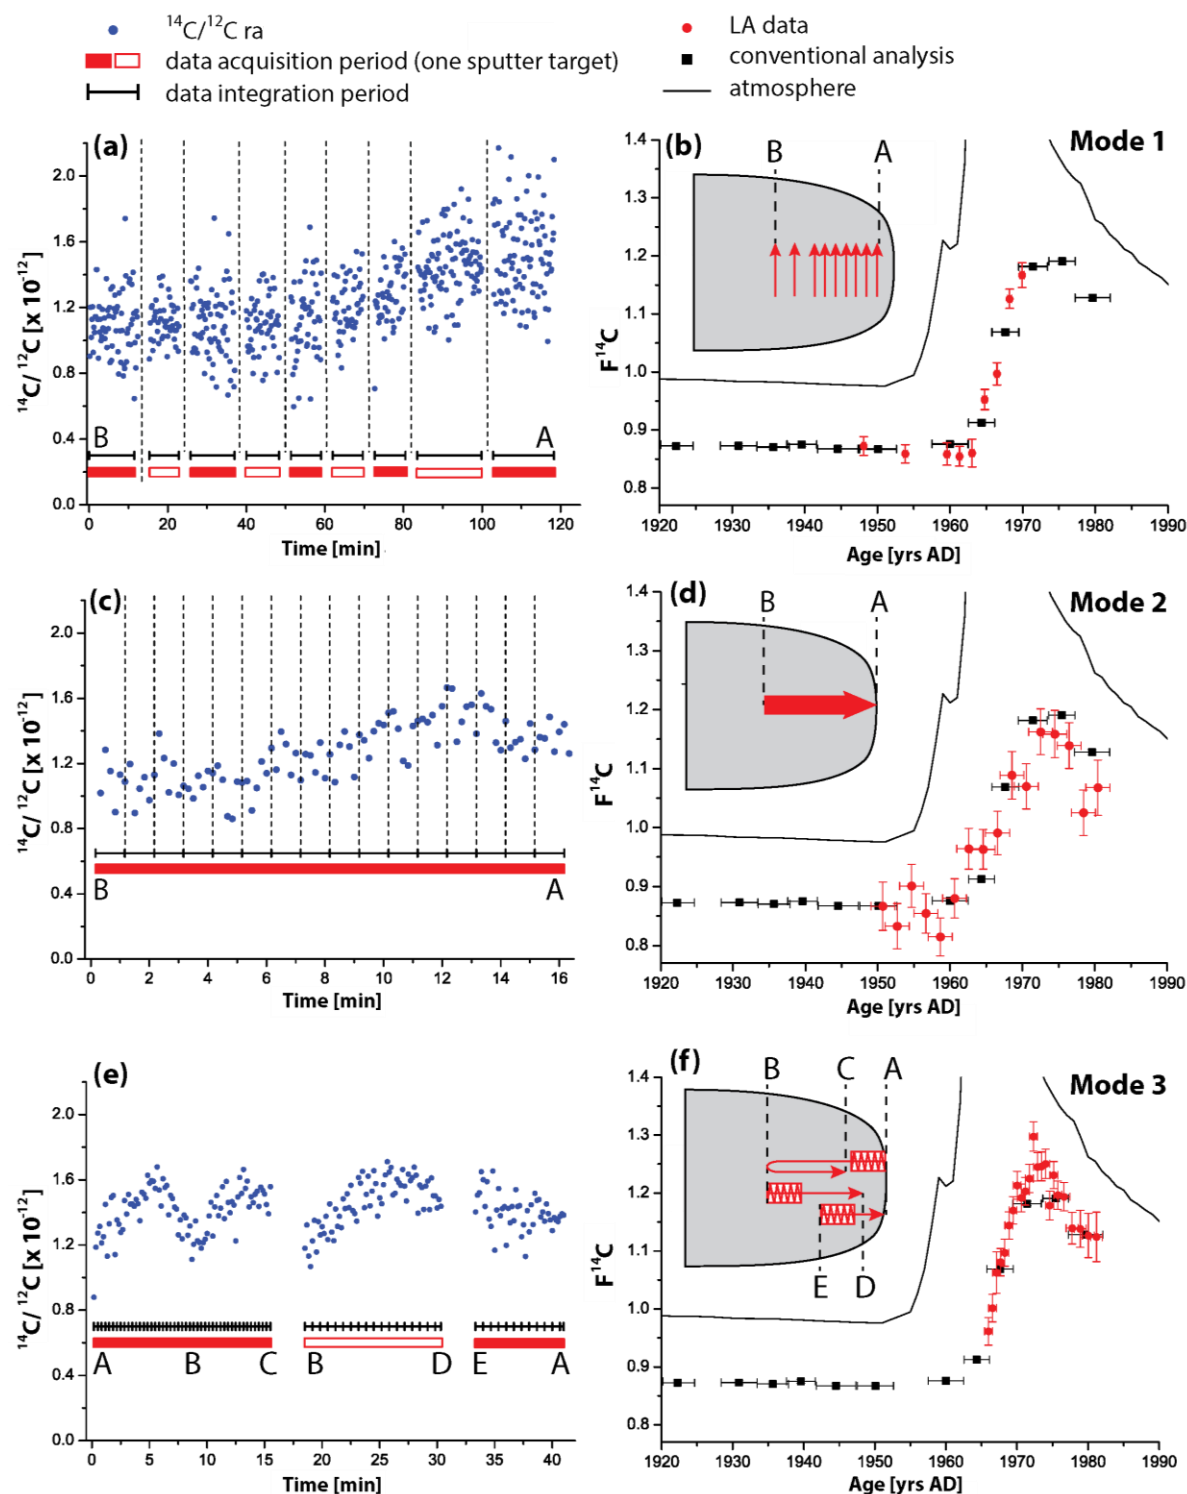 ¹⁴C/¹²C ra
data acquisition period (one sputter target)
data integration period
LA data
conventional analysis
atmosphere
(a)
¹⁴C/ ¹²C [x 10⁻¹²]
2.0
1.6
1.2
0.8
0.4
0.0
B
A
0 20 40 60 80 100 120
Time [min]
(b)
Mode 1
B A
F¹⁴C
1.4
1.3
1.2
1.1
1.0
0.9
0.8
1920 1930 1940 1950 1960 1970 1980 1990
Age [yrs AD]
(c)
¹⁴C/ ¹²C [x 10⁻¹²]
2.0
1.6
1.2
0.8
0.4
0.0
B
A
0 2 4 6 8 10 12 14 16
Time [min]
(d)
Mode 2
B A
F¹⁴C
1.4
1.3
1.2
1.1
1.0
0.9
0.8
1920 1930 1940 1950 1960 1970 1980 1990
Age [yrs AD]
(e)
¹⁴C/ ¹²C [x 10⁻¹²]
2.0
1.6
1.2
0.8
0.4
0.0
A B C B D E A
0 5 10 15 20 25 30 35 40
Time [min]
(f)
Mode 3
B C A
E D
F¹⁴C
1.4
1.3
1.2
1.1
1.0
0.9
0.8
1920 1930 1940 1950 1960 1970 1980 1990
Age [yrs AD]